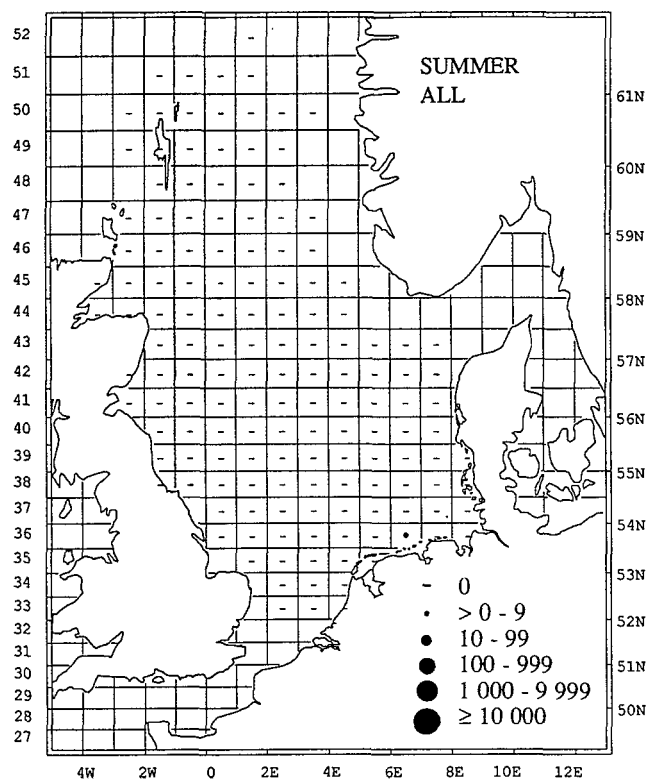 SUMMER
ALL
52
51
50
49
48
47
46
45
44
43
42
41
40
39
38
37
36
35
34
33
32
31
30
29
28
27
61N
60N
59N
58N
57N
56N
55N
54N
53N
52N
51N
50N
- 0
> 0 - 9
10 - 99
100 - 999
1 000 - 9 999
≥ 10 000
4W 2W 0 2E 4E 6E 8E 10E 12E